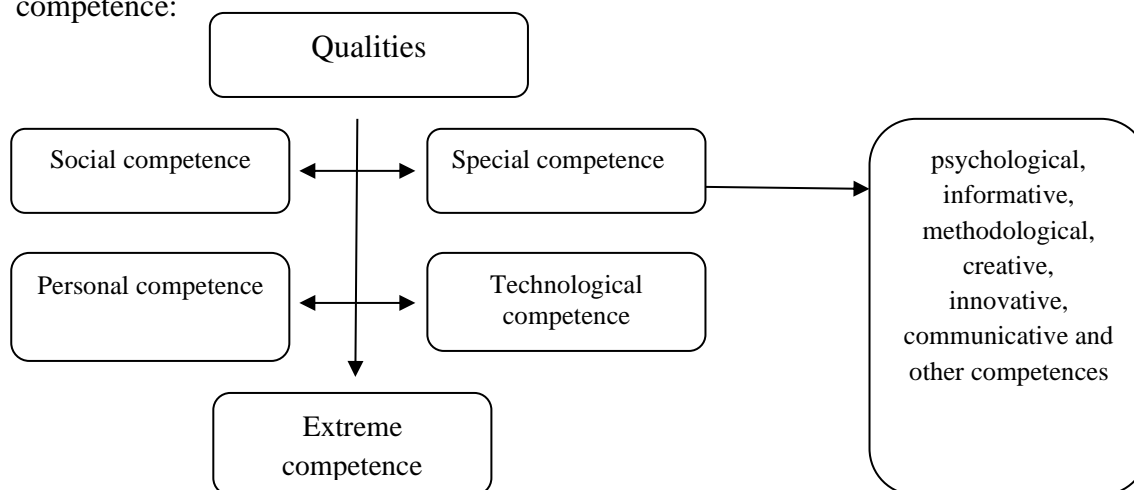 competence:
Qualities
Social competence
Special competence
Personal competence
Technological
competence
Extreme
competence
psychological,
informative,
methodological,
creative,
innovative,
communicative and
other competences